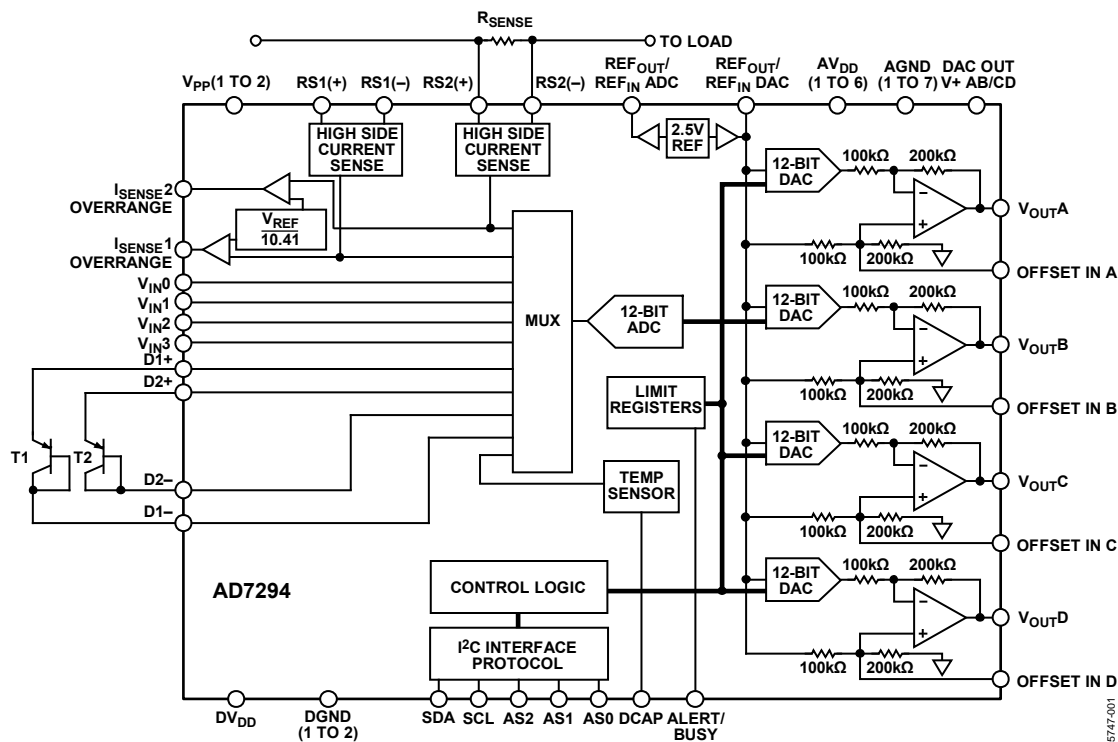 R_SENSE
TO LOAD
V_PP(1 TO 2)
RS1(+)
RS1(–)
RS2(+)
RS2(–)
REF_OUT/
REF_IN ADC
REF_OUT/
REF_IN DAC
AV_DD
(1 TO 6)
AGND
(1 TO 7)
DAC OUT
V+ AB/CD
HIGH SIDE
CURRENT
SENSE
HIGH SIDE
CURRENT
SENSE
2.5V
REF
12-BIT
DAC
100kΩ
200kΩ
–
+
V_OUTA
100kΩ
200kΩ
OFFSET IN A
I_SENSE2
OVERRANGE
V_REF
10.41
I_SENSE1
OVERRANGE
V_IN0
V_IN1
V_IN2
V_IN3
D1+
D2+
T1
T2
D2–
D1–
MUX
12-BIT
ADC
12-BIT
DAC
100kΩ
200kΩ
–
+
V_OUTB
100kΩ
200kΩ
OFFSET IN B
LIMIT
REGISTERS
12-BIT
DAC
100kΩ
200kΩ
–
+
V_OUTC
100kΩ
200kΩ
OFFSET IN C
TEMP
SENSOR
AD7294
CONTROL LOGIC
I²C INTERFACE
PROTOCOL
12-BIT
DAC
100kΩ
200kΩ
–
+
V_OUTD
100kΩ
200kΩ
OFFSET IN D
DV_DD
DGND
(1 TO 2)
SDA
SCL
AS2
AS1
AS0
DCAP
ALERT/
BUSY
5747-001